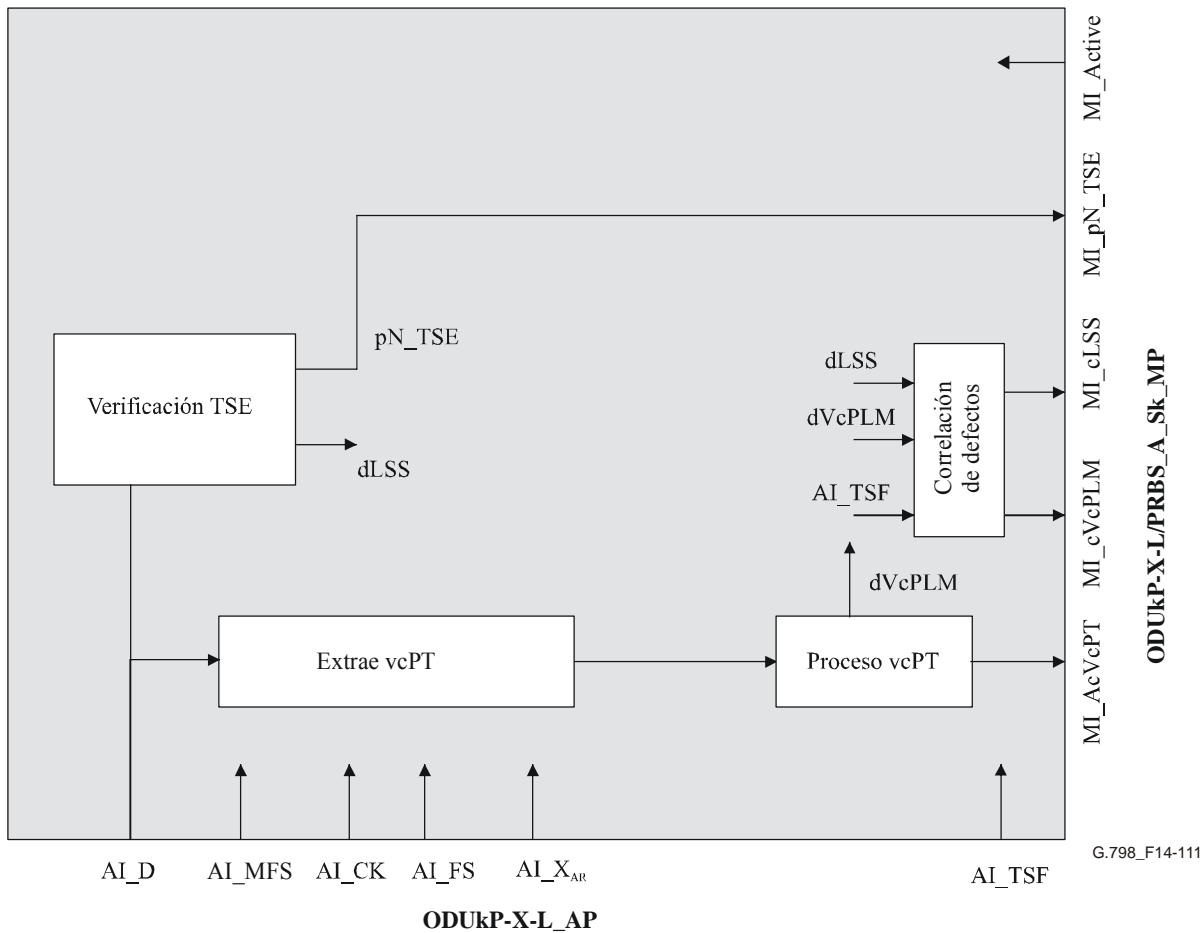 MI_Active
MI_pN_TSE
pN_TSE
Verificación TSE
dLSS
dLSS
dVcPLM
AI_TSF
Correlación
de defectos
MI_cLSS
MI_cVcPLM
dVcPLM
Extrae vcPT
Proceso vcPT
MI_AcVcPT
ODUkP-X-L/PRBS_A_Sk_MP
AI_D
AI_MFS
AI_CK
AI_FS
AI_X_AR
AI_TSF
G.798_F14-111
ODUkP-X-L_AP